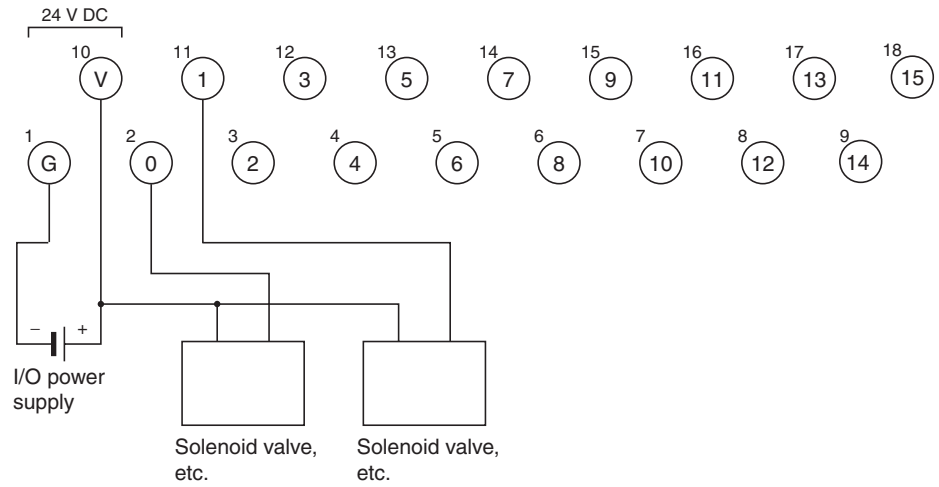 24 V DC
10 11 12 13 14 15 16 17 18
V 1 3 5 7 9 11 13 15
1 2 3 4 5 6 7 8 9
G 0 2 4 6 8 10 12 14
– +
I/O power
supply
Solenoid valve,
etc.
Solenoid valve,
etc.